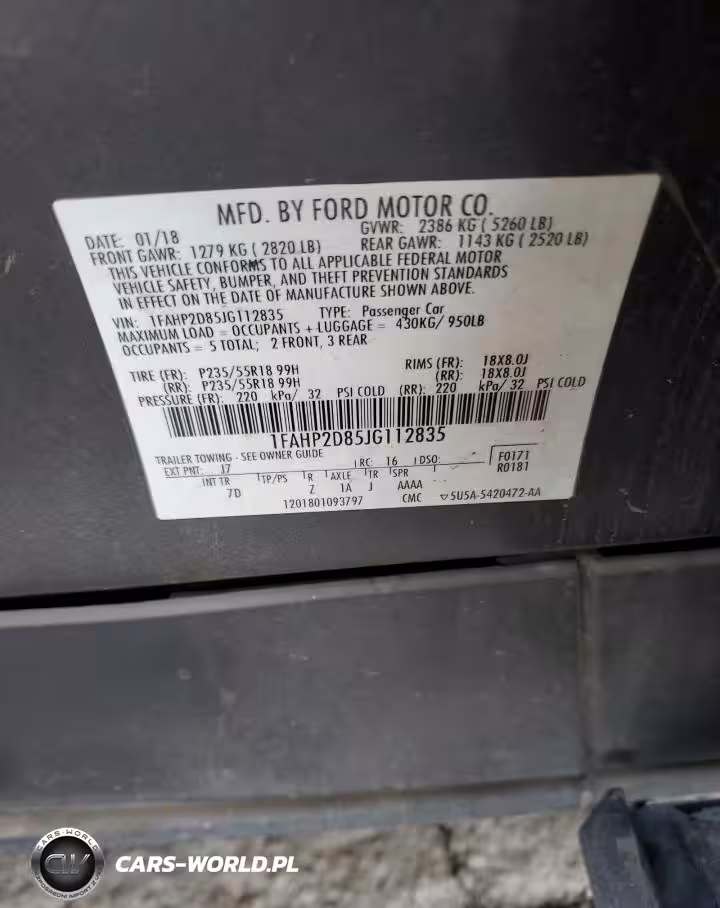 MFD. BY FORD MOTOR CO.
DATE: 01/18 GVWR: 2386 KG ( 5260 LB)
FRONT GAWR: 1279 KG ( 2820 LB) REAR GAWR: 1143 KG ( 2520 LB)
THIS VEHICLE CONFORMS TO ALL APPLICABLE FEDERAL MOTOR
VEHICLE SAFETY, BUMPER, AND THEFT PREVENTION STANDARDS
IN EFFECT ON THE DATE OF MANUFACTURE SHOWN ABOVE.
VIN: 1FAHP2D85JG112835 TYPE: Passenger Car
MAXIMUM LOAD = OCCUPANTS + LUGGAGE = 430KG/ 950LB
OCCUPANTS = 5 TOTAL; 2 FRONT, 3 REAR
TIRE (FR): P235/55R18 99H RIMS (FR): 18X8.0J
(RR): P235/55R18 99H (RR): 18X8.0J
PRESSURE (FR): 220 kPa/ 32 PSI COLD (RR): 220 kPa/ 32 PSI COLD
1FAHP2D85JG112835
TRAILER TOWING - SEE OWNER GUIDE
EXT PNT: J7 RC: 16 DSO: F0171
R0181
INT TR TP/PS R AXLE TR SPR
7D Z 1A J AAAA
1201801093797 CMC ▽5U5A-5420472-AA
CARS-WORLD
CW
CARS-WORLD.PL